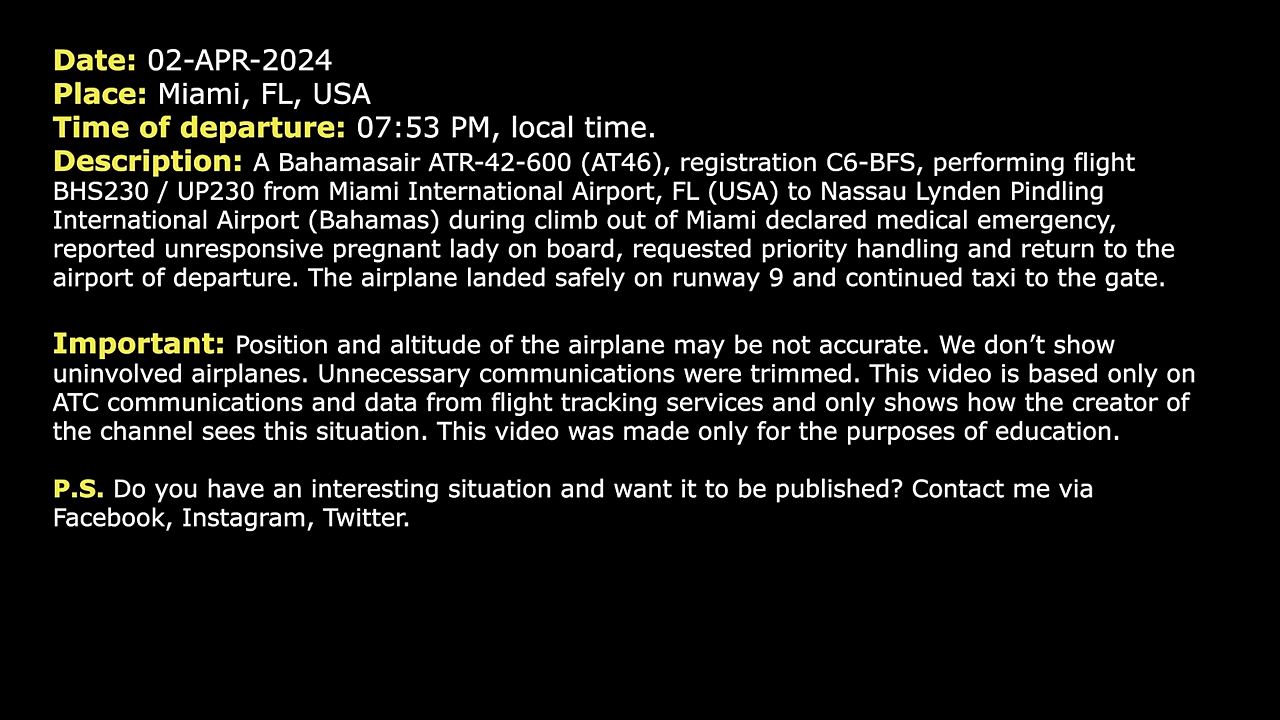 Date: 02-APR-2024
Place: Miami, FL, USA
Time of departure: 07:53 PM, local time.
Description: A Bahamasair ATR-42-600 (AT46), registration C6-BFS, performing flight
BHS230 / UP230 from Miami International Airport, FL (USA) to Nassau Lynden Pindling
International Airport (Bahamas) during climb out of Miami declared medical emergency,
reported unresponsive pregnant lady on board, requested priority handling and return to the
airport of departure. The airplane landed safely on runway 9 and continued taxi to the gate.
Important: Position and altitude of the airplane may be not accurate. We don’t show
uninvolved airplanes. Unnecessary communications were trimmed. This video is based only on
ATC communications and data from flight tracking services and only shows how the creator of
the channel sees this situation. This video was made only for the purposes of education.
P.S. Do you have an interesting situation and want it to be published? Contact me via
Facebook, Instagram, Twitter.